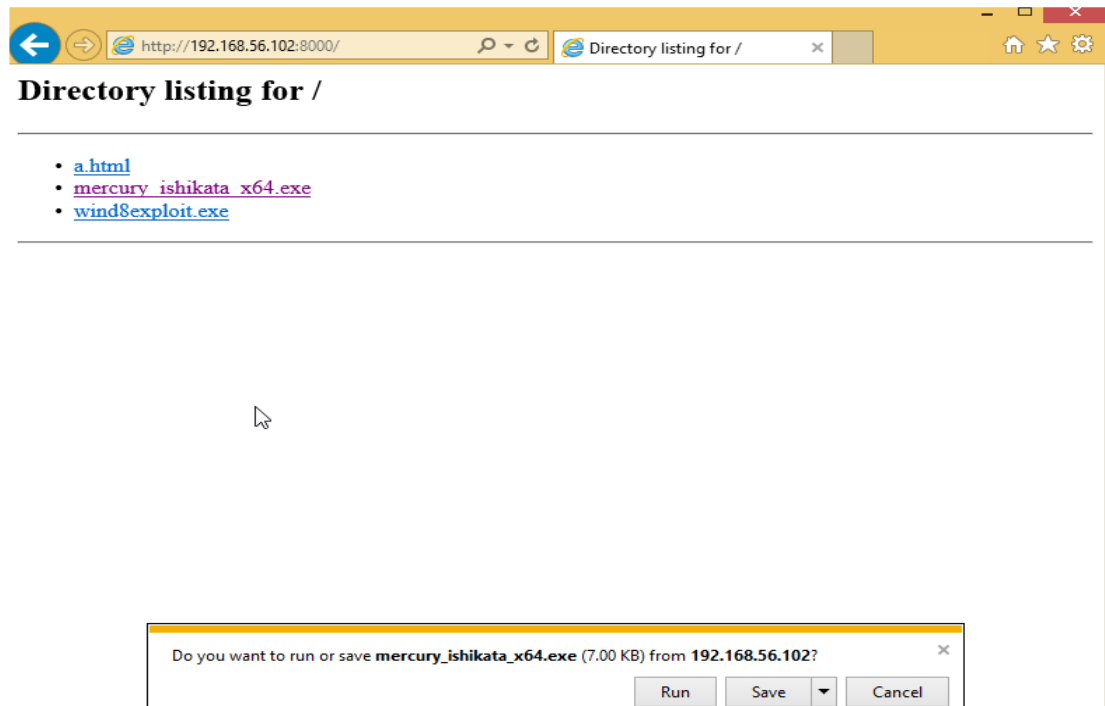 http://192.168.56.102:8000/
Directory listing for /
Directory listing for /
a.html
mercury_ishikata_x64.exe
wind8exploit.exe
Do you want to run or save mercury_ishikata_x64.exe (7.00 KB) from 192.168.56.102?
Run Save Cancel